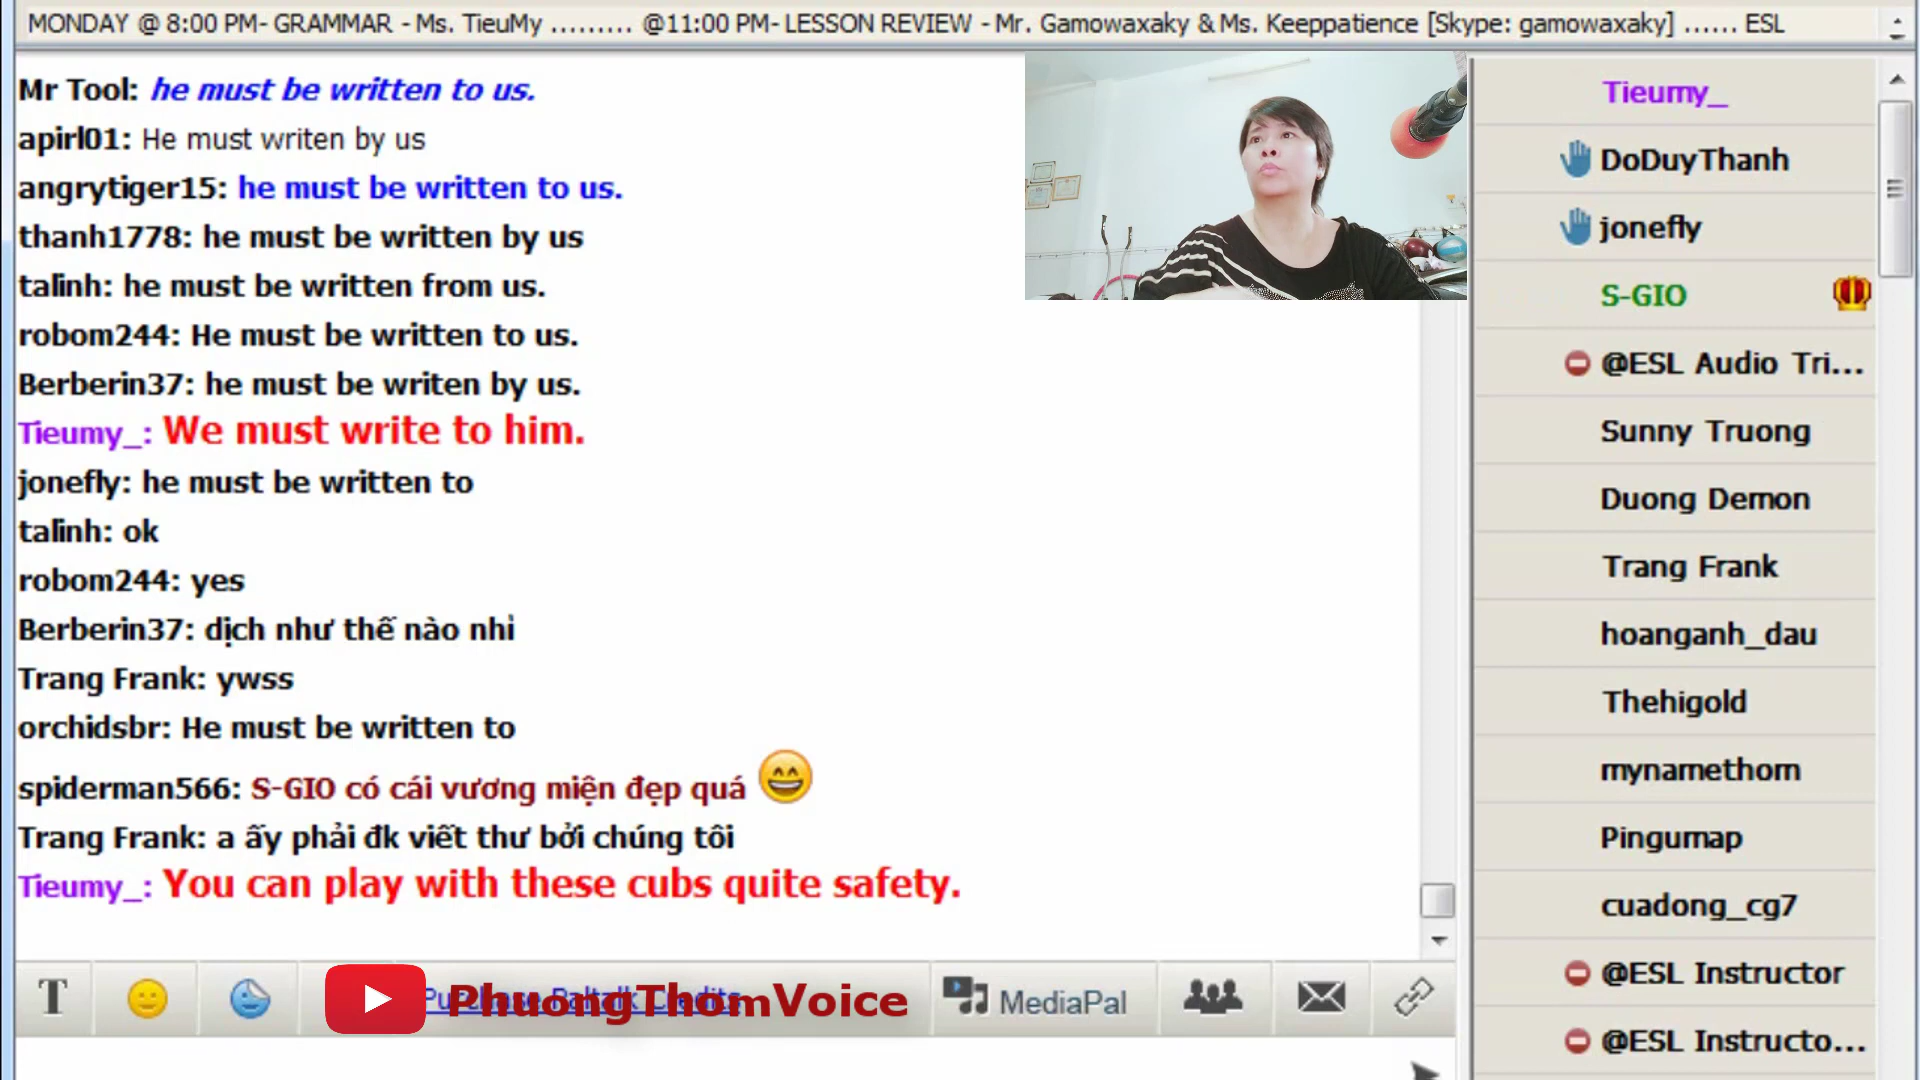 MONDAY @ 8:00 PM- GRAMMAR - Ms. TieuMy ......... @11:00 PM- LESSON REVIEW - Mr. Gamowaxaky & Ms. Keeppatience [Skype: gamowaxaky] ...... ESL
Mr Tool: he must be written to us.
apirl01: He must writen by us
angrytiger15: he must be written to us.
thanh1778: he must be written by us
talinh: he must be written from us.
robom244: He must be written to us.
Berberin37: he must be writen by us.
Tieumy_: We must write to him.
jonefly: he must be written to
talinh: ok
robom244: yes
Berberin37: dịch như thế nào nhỉ
Trang Frank: ywss
orchidsbr: He must be written to
spiderman566: S-GIO có cái vương miện đẹp quá
Trang Frank: a ấy phải đk viết thư bởi chúng tôi
Tieumy_: You can play with these cubs quite safety.
T
Purchase Paltalk Credits
PhuongThomVoice
MediaPal
Tieumy_
DoDuyThanh
jonefly
S-GIO
@ESL Audio Tri...
Sunny Truong
Duong Demon
Trang Frank
hoanganh_dau
Thehigold
mynamethom
Pingumap
cuadong_cg7
@ESL Instructor
@ESL Instructo...